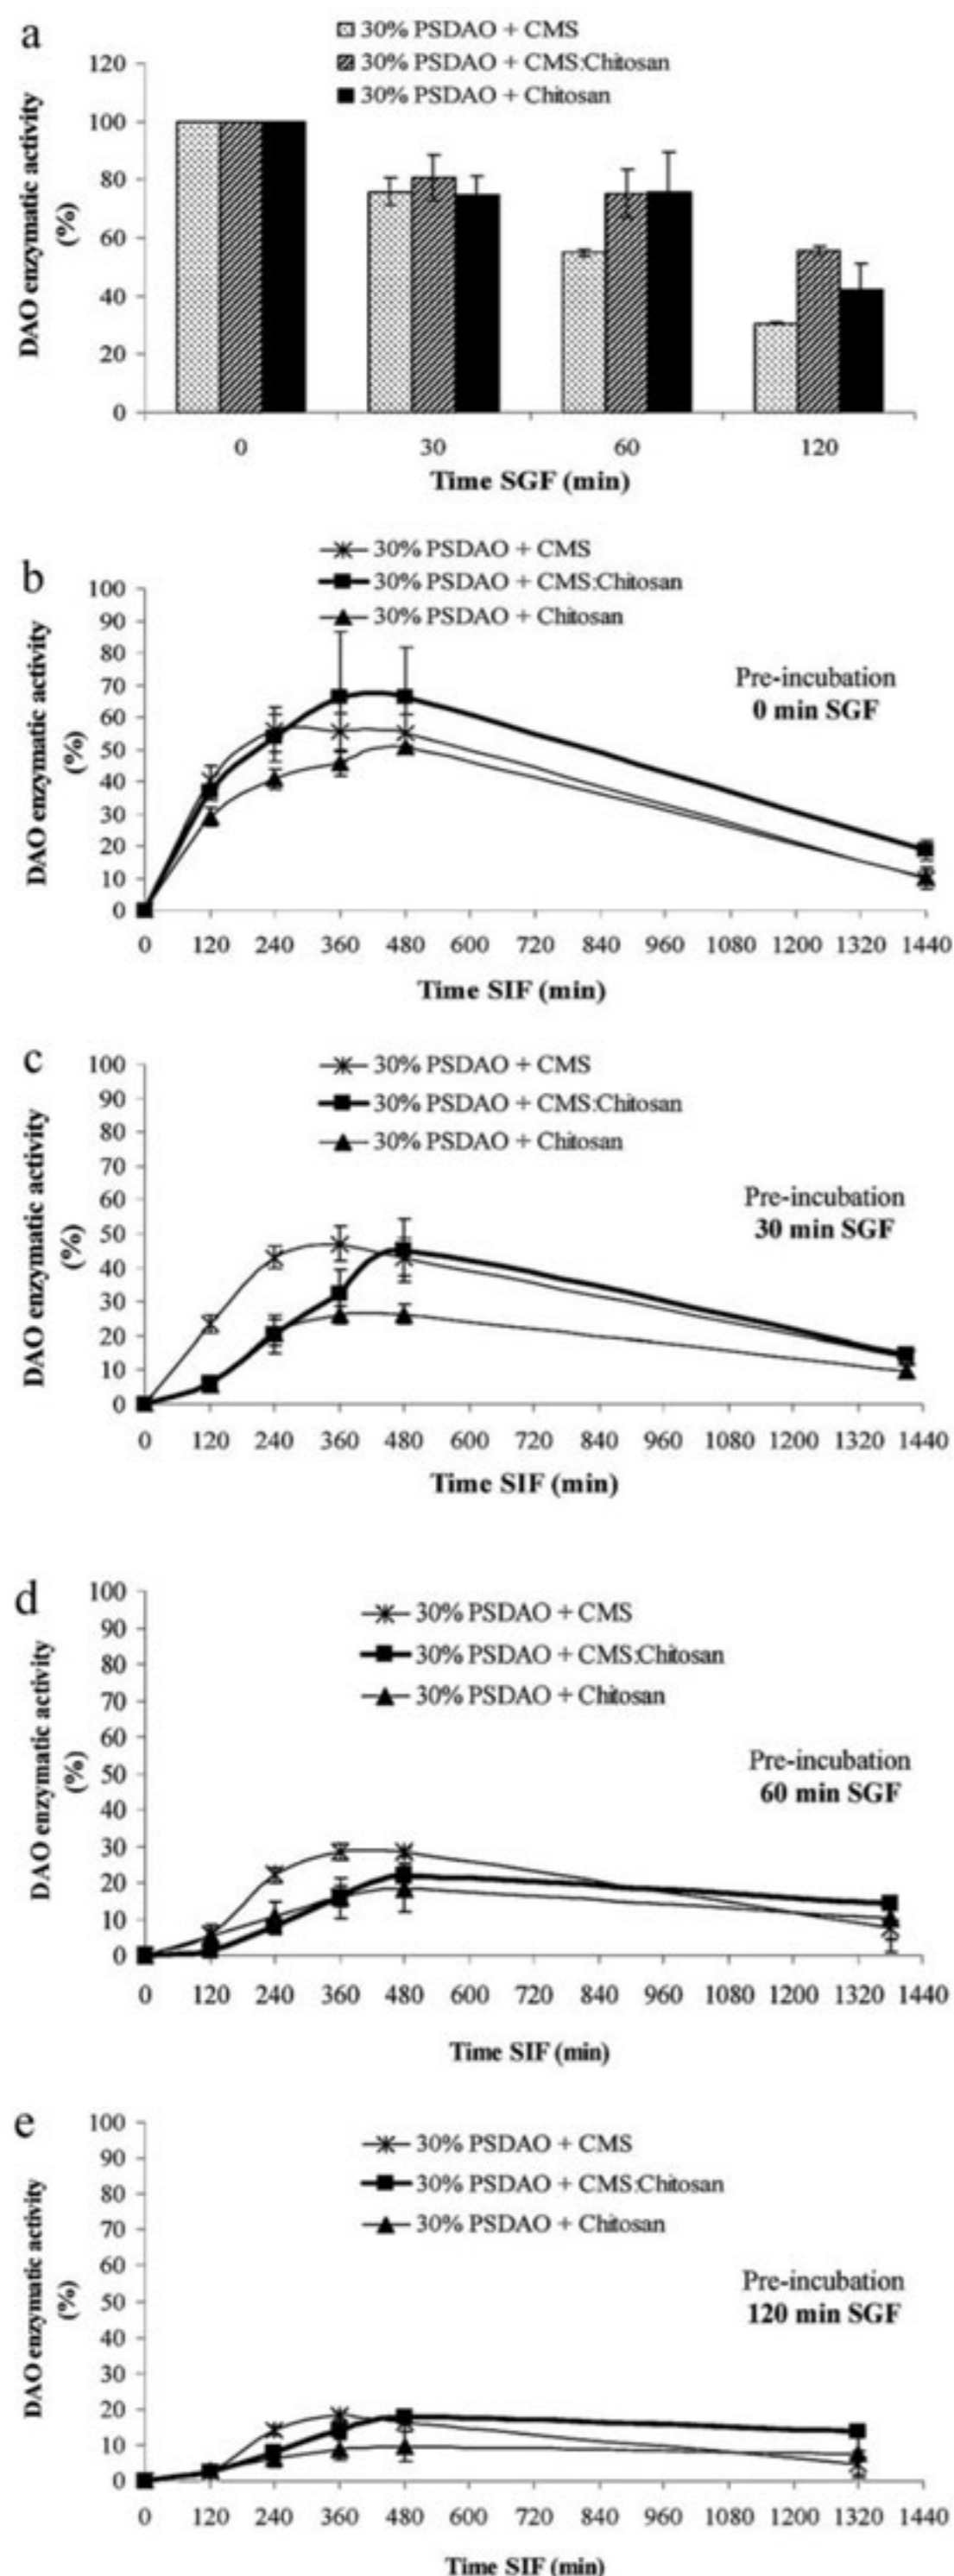 a
30% PSDAO + CMS
30% PSDAO + CMS:Chitosan
30% PSDAO + Chitosan
DAO enzymatic activity
(%)
120
100
80
60
40
20
0
0 30 60 120
Time SGF (min)
b
30% PSDAO + CMS
30% PSDAO + CMS:Chitosan
30% PSDAO + Chitosan
Pre-incubation
0 min SGF
DAO enzymatic activity
(%)
100
90
80
70
60
50
40
30
20
10
0
0 120 240 360 480 600 720 840 960 1080 1200 1320 1440
Time SIF (min)
c
30% PSDAO + CMS
30% PSDAO + CMS:Chitosan
30% PSDAO + Chitosan
Pre-incubation
30 min SGF
DAO enzymatic activity
(%)
100
90
80
70
60
50
40
30
20
10
0
0 120 240 360 480 600 720 840 960 1080 1200 1320 1440
Time SIF (min)
d
30% PSDAO + CMS
30% PSDAO + CMS:Chitosan
30% PSDAO + Chitosan
Pre-incubation
60 min SGF
DAO enzymatic activity
(%)
100
90
80
70
60
50
40
30
20
10
0
0 120 240 360 480 600 720 840 960 1080 1200 1320 1440
Time SIF (min)
e
30% PSDAO + CMS
30% PSDAO + CMS:Chitosan
30% PSDAO + Chitosan
Pre-incubation
120 min SGF
DAO enzymatic activity
(%)
100
90
80
70
60
50
40
30
20
10
0
0 120 240 360 480 600 720 840 960 1080 1200 1320 1440
Time SIF (min)